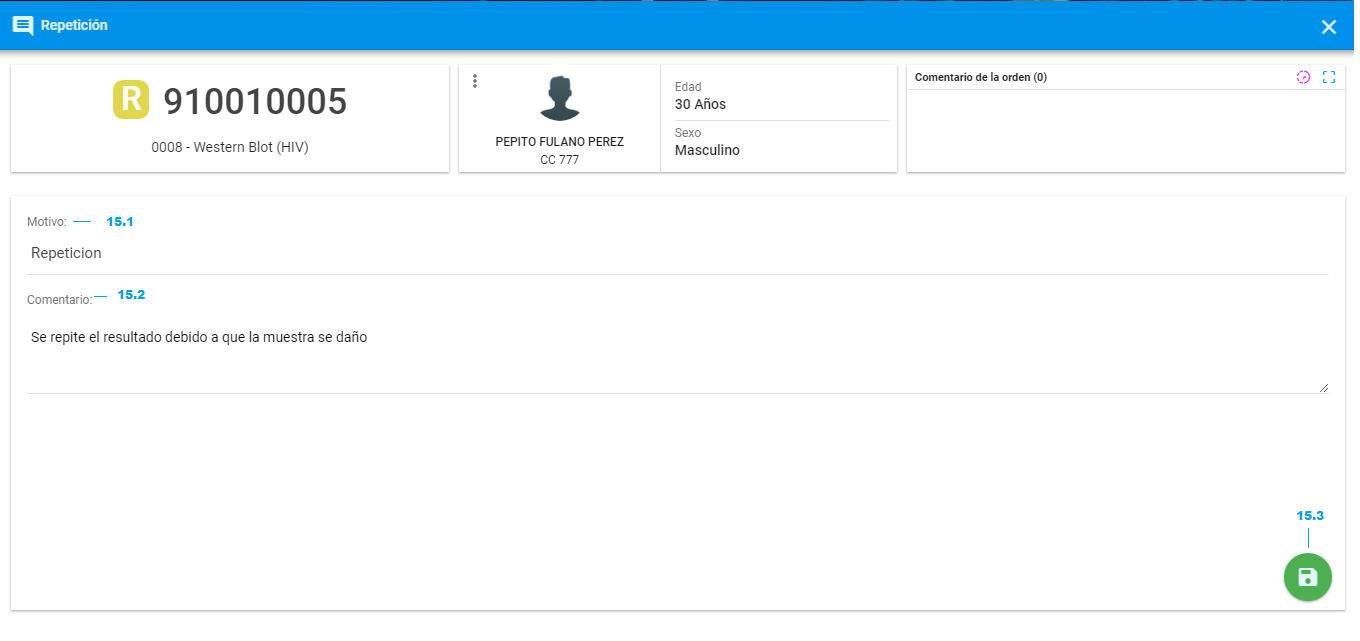 Repetición
R 910010005
0008 - Western Blot (HIV)
PEPITO FULANO PEREZ
CC 777
Edad
30 Años
Sexo
Masculino
Comentario de la orden (0)
Motivo: 15.1
Repeticion
Comentario: 15.2
Se repite el resultado debido a que la muestra se daño
15.3